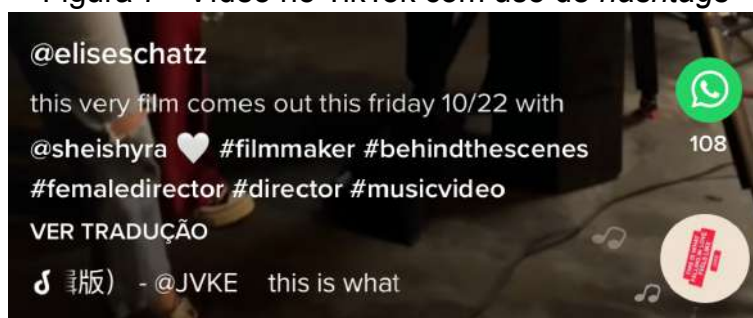 @eliseschatz
this very film comes out this friday 10/22 with
@sheishyra 🤍 #filmmaker #behindthescenes
#femaledirector #director #musicvideo
VER TRADUÇÃO
版） - @JVKE this is what
108